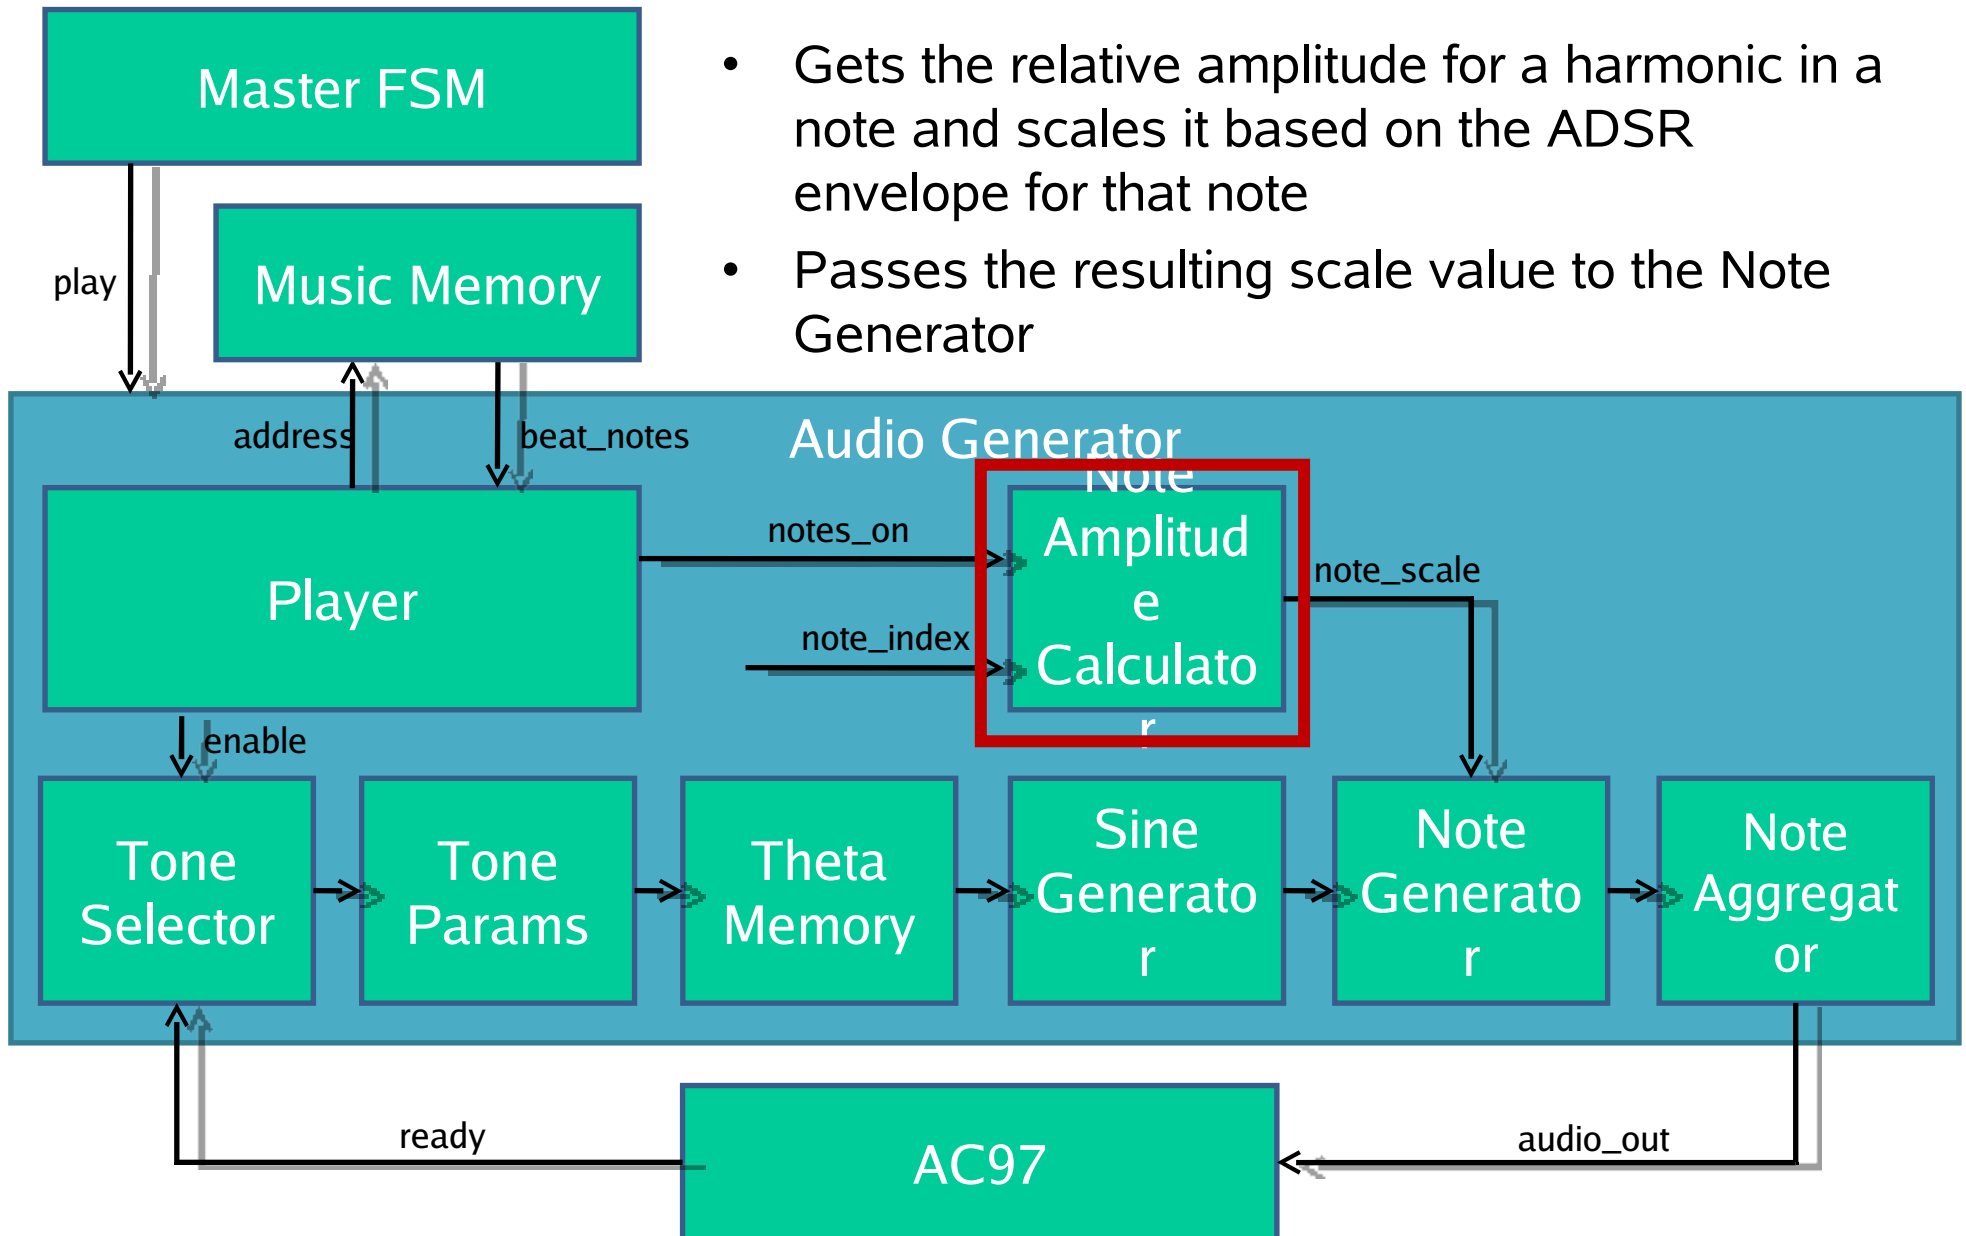 Master FSM
• Gets the relative amplitude for a harmonic in a
note and scales it based on the ADSR
envelope for that note
• Passes the resulting scale value to the Note
Generator
play
Music Memory
address
beat_notes
Audio Generator
Player
notes_on
note_index
Note
Amplitud
e
Calculato
r
note_scale
enable
Tone
Selector
Tone
Params
Theta
Memory
Sine
Generato
r
Note
Generato
r
Note
Aggregat
or
ready
AC97
audio_out